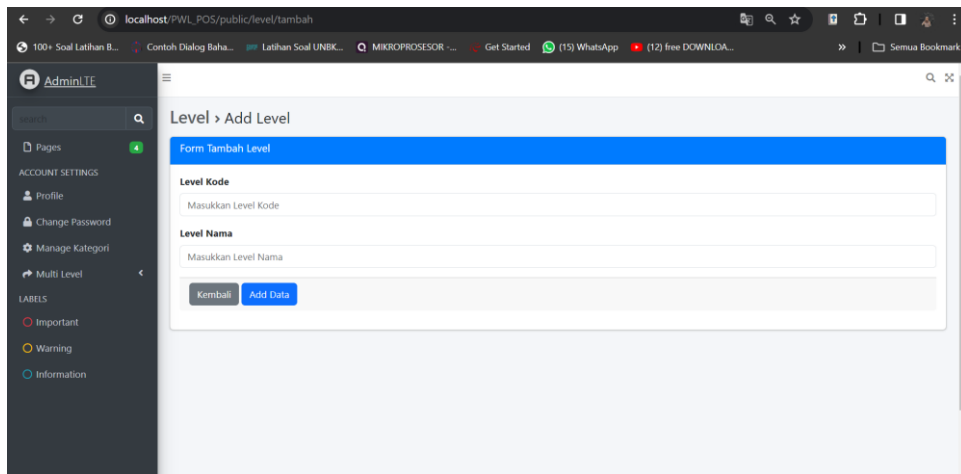 localhost/PWL_POS/public/level/tambah
100+ Soal Latihan B... Contoh Dialog Baha... Latihan Soal UNBK... MIKROPROSESOR -... Get Started (15) WhatsApp (12) free DOWNLOA... » Semua Bookmark
AdminLTE
search
Level › Add Level
Pages 4
Form Tambah Level
ACCOUNT SETTINGS
Level Kode
Profile
Masukkan Level Kode
Change Password
Level Nama
Manage Kategori
Masukkan Level Nama
Multi Level
Kembali Add Data
LABELS
Important
Warning
Information